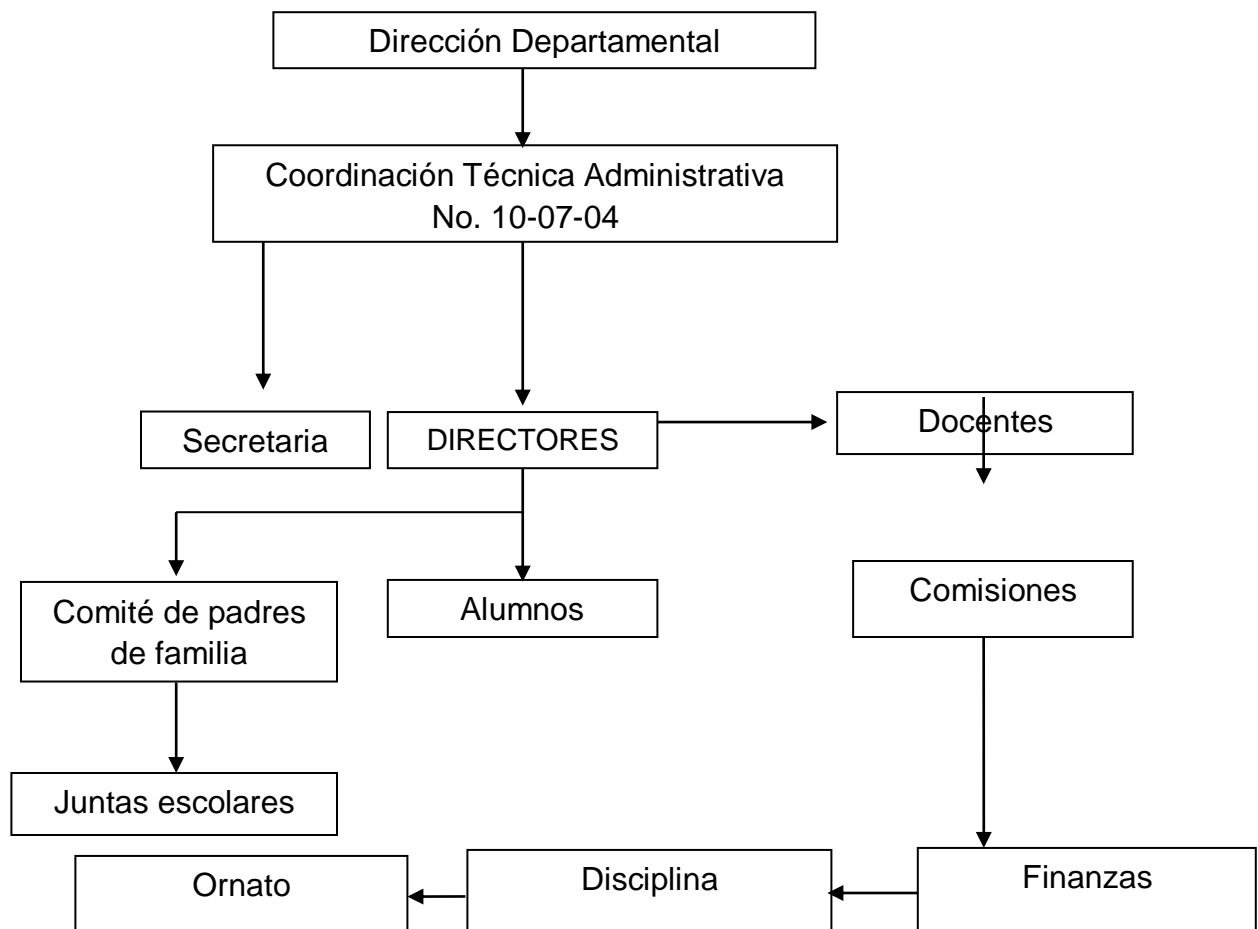 Dirección Departamental
Coordinación Técnica Administrativa
No. 10-07-04
Secretaria
DIRECTORES
Docentes
Comité de padres
de familia
Alumnos
Comisiones
Juntas escolares
Ornato
Disciplina
Finanzas